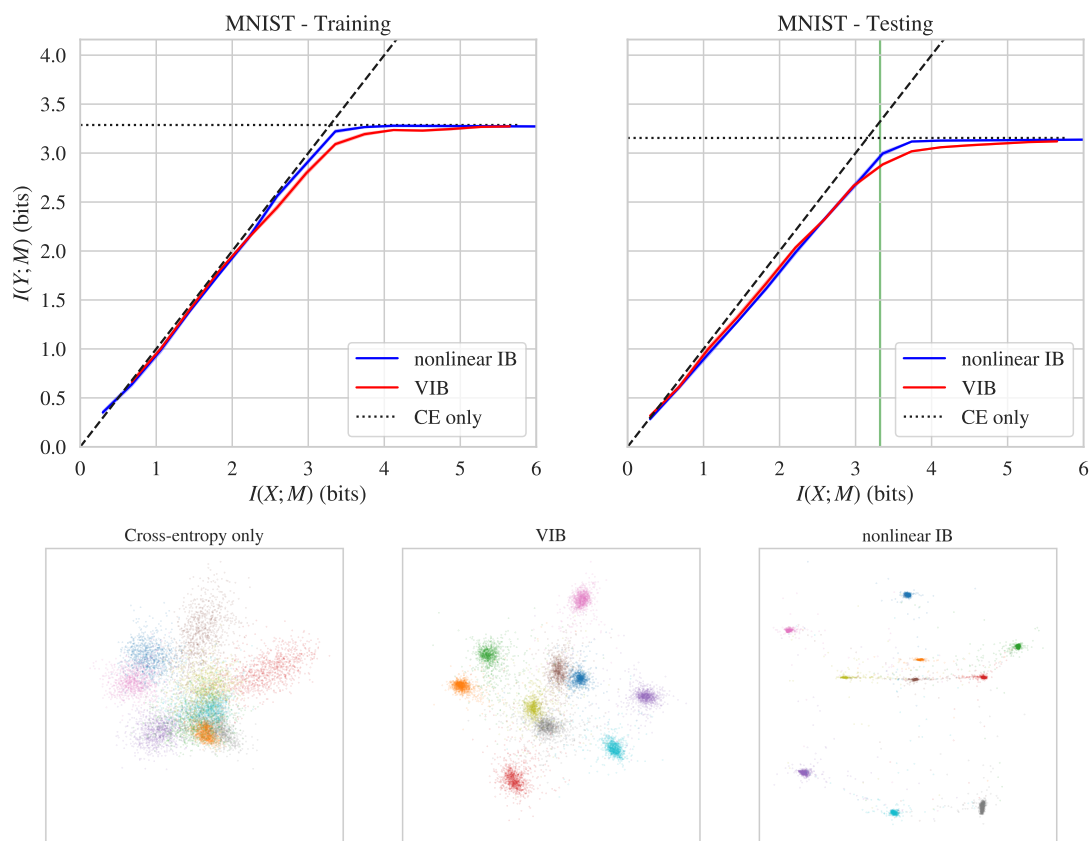 MNIST - Training
4.0
3.5
3.0
2.5
2.0
1.5
1.0
0.5
0.0
I(Y;M) (bits)
nonlinear IB
VIB
CE only
0 1 2 3 4 5 6
I(X;M) (bits)
MNIST - Testing
nonlinear IB
VIB
CE only
0 1 2 3 4 5 6
I(X;M) (bits)
Cross-entropy only
VIB
nonlinear IB